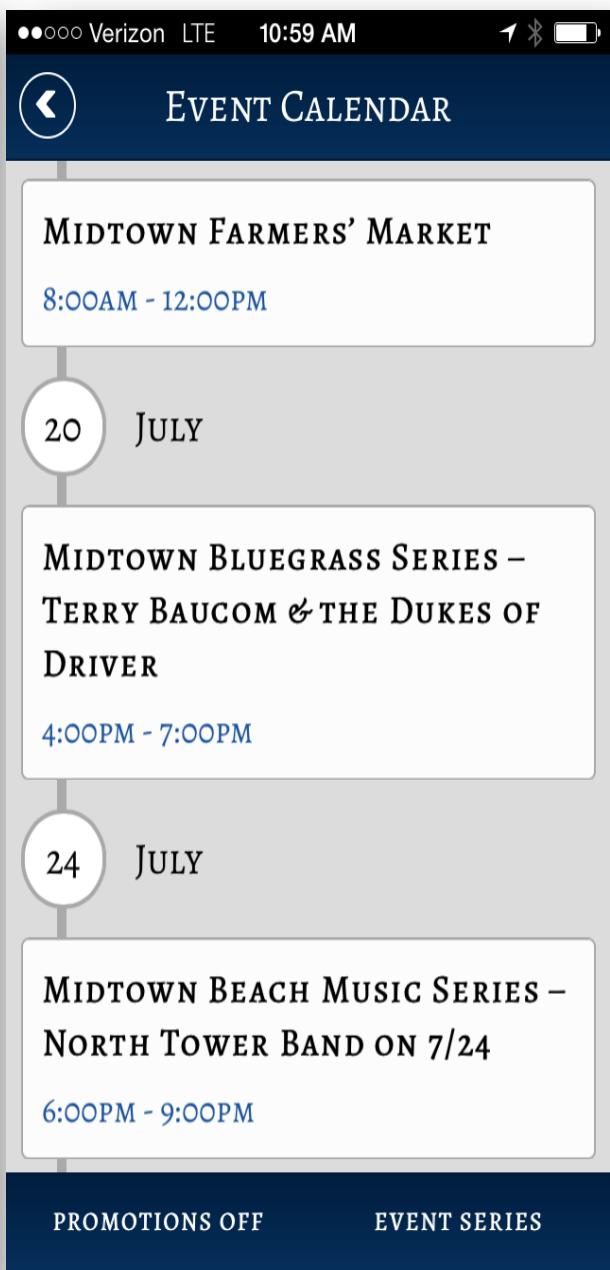 Verizon LTE 10:59 AM
Event Calendar
Midtown Farmers’ Market
8:00AM - 12:00PM
20 July
Midtown Bluegrass Series –
Terry Baucom & the Dukes of
Driver
4:00PM - 7:00PM
24 July
Midtown Beach Music Series –
North Tower Band on 7/24
6:00PM - 9:00PM
PROMOTIONS OFF EVENT SERIES